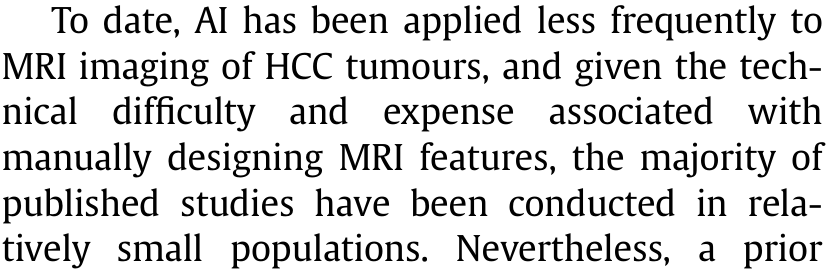 To date, AI has been applied less frequently to
MRI imaging of HCC tumours, and given the tech-
nical difficulty and expense associated with
manually designing MRI features, the majority of
published studies have been conducted in rela-
tively small populations. Nevertheless, a prior